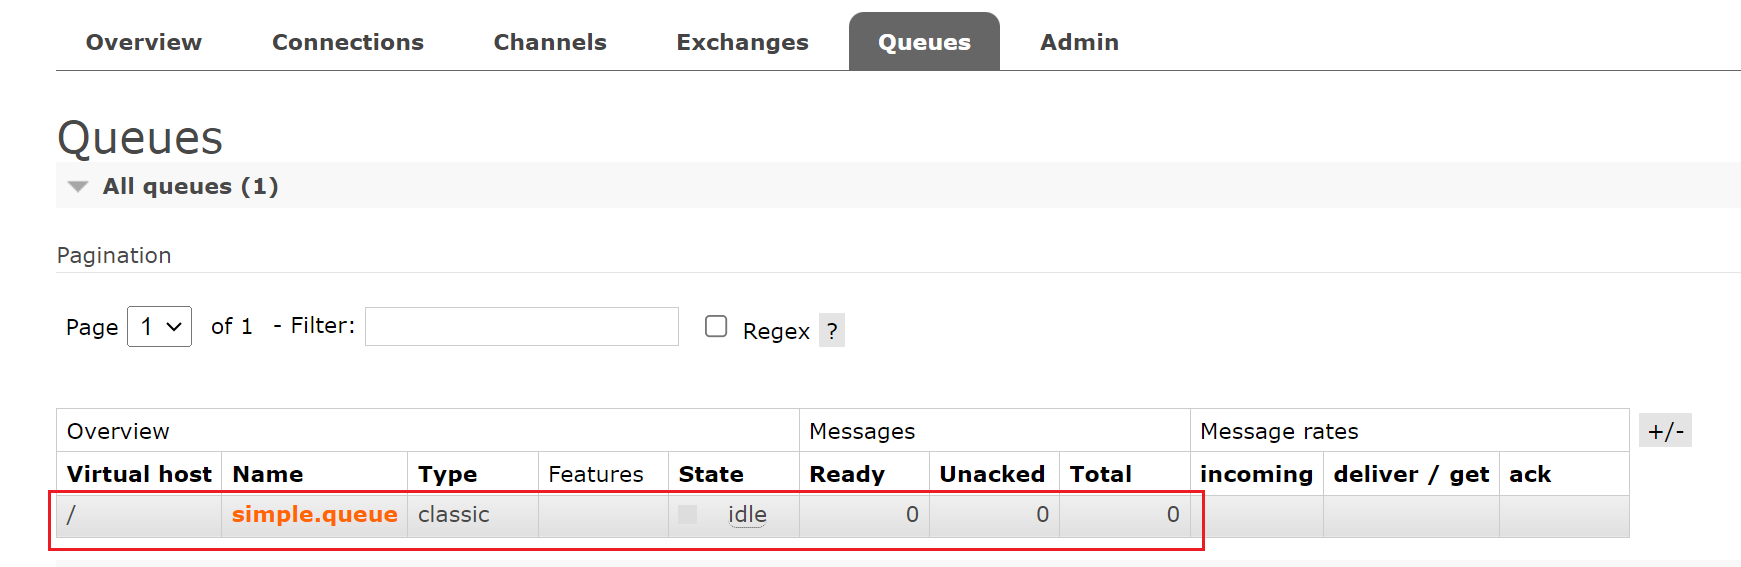 Overview Connections Channels Exchanges Queues Admin
Queues
All queues (1)
Pagination
Page 1 of 1 - Filter: Regex ?
Overview Messages Message rates +/-
Virtual host Name Type Features State Ready Unacked Total incoming deliver / get ack
/ simple.queue classic idle 0 0 0